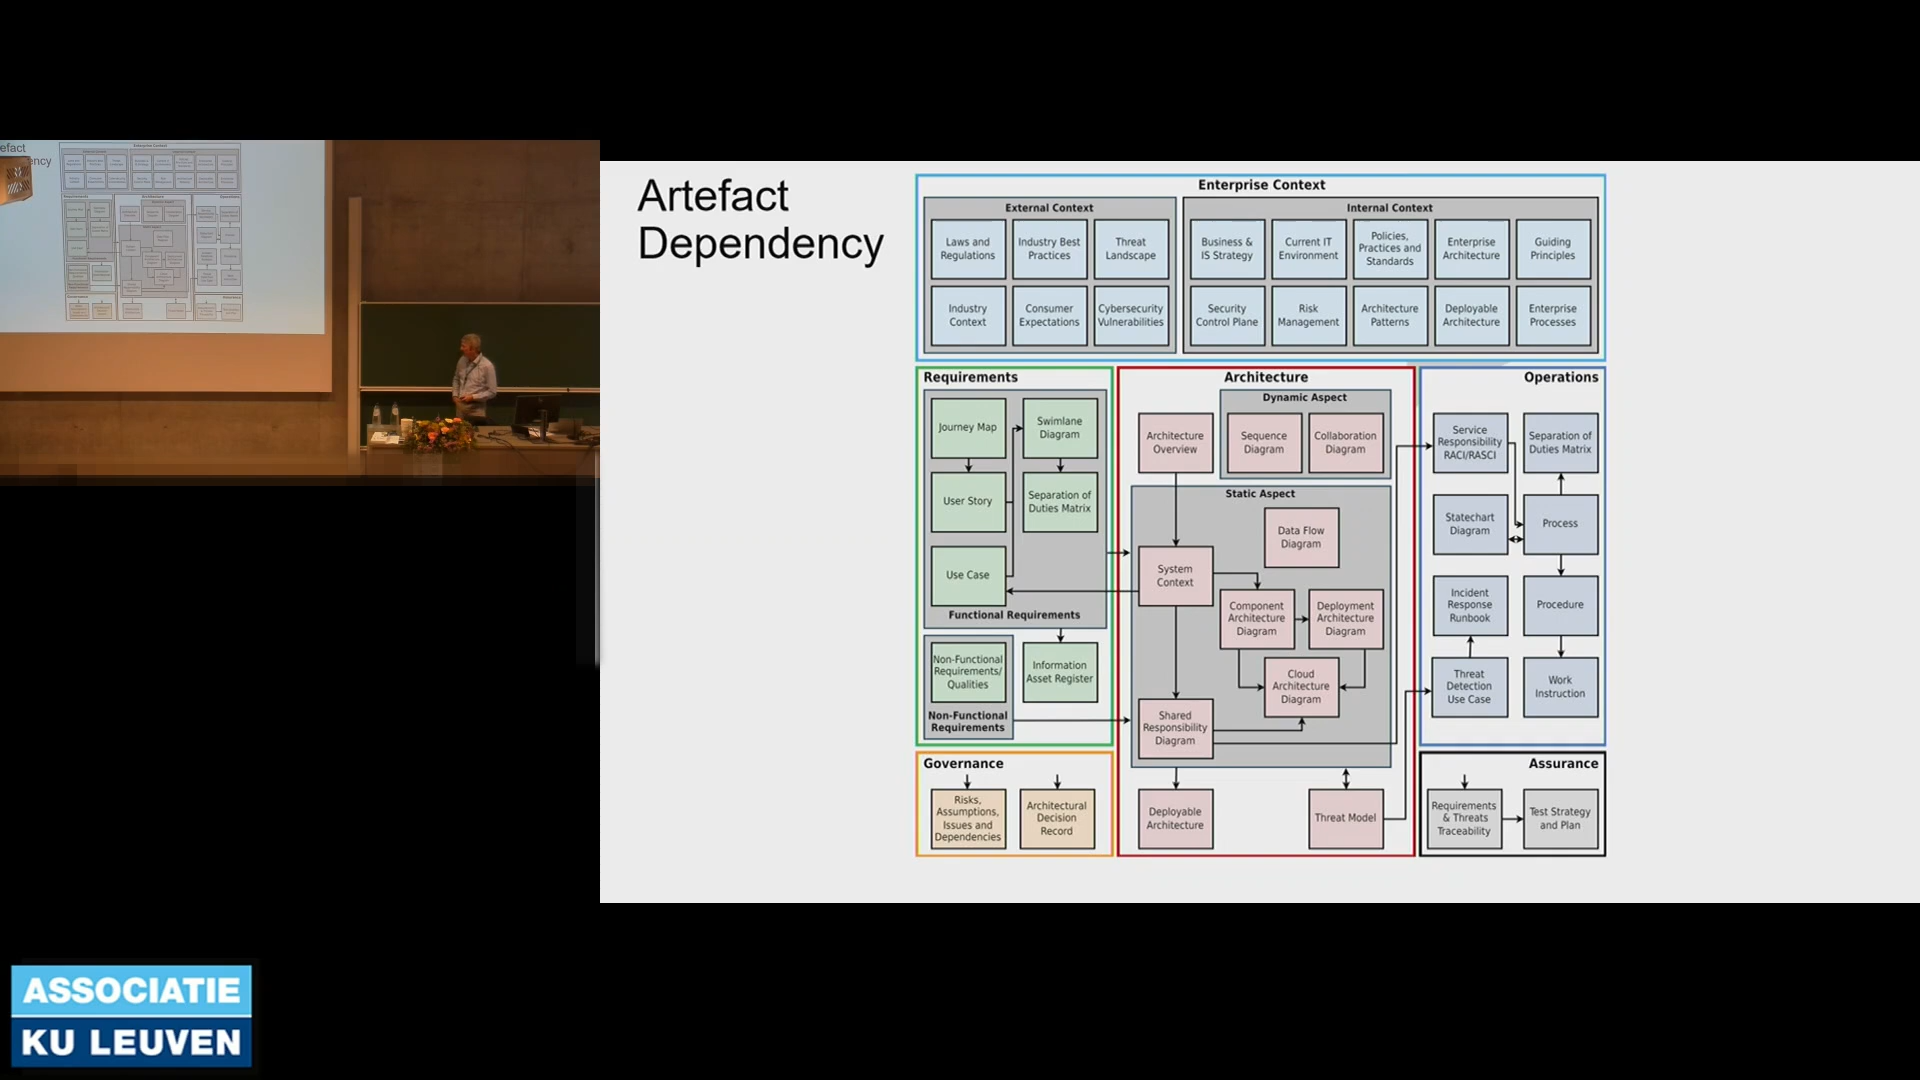 Artefact
Dependency
Enterprise Context
External Context
Laws and
Regulations
Industry Best
Practices
Threat
Landscape
Industry
Context
Consumer
Expectations
Cybersecurity
Vulnerabilities
Internal Context
Business &
IS Strategy
Current IT
Environment
Policies,
Practices and
Standards
Enterprise
Architecture
Guiding
Principles
Security
Control Plane
Risk
Management
Architecture
Patterns
Deployable
Architecture
Enterprise
Processes
Requirements
Journey Map
Swimlane
Diagram
User Story
Separation of
Duties Matrix
Use Case
Functional Requirements
Non-Functional
Requirements/
Qualities
Non-Functional
Requirements
Information
Asset Register
Architecture
Architecture
Overview
Dynamic Aspect
Sequence
Diagram
Collaboration
Diagram
Static Aspect
Data Flow
Diagram
System
Context
Component
Architecture
Diagram
Deployment
Architecture
Diagram
Cloud
Architecture
Diagram
Shared
Responsibility
Diagram
Deployable
Architecture
Threat Model
Operations
Service
Responsibility
RACI/RASCI
Separation of
Duties Matrix
Statechart
Diagram
Process
Incident
Response
Runbook
Procedure
Threat
Detection
Use Case
Work
Instruction
Governance
Risks,
Assumptions,
Issues and
Dependencies
Architectural
Decision
Record
Assurance
Requirements
& Threats
Traceability
Test Strategy
and Plan
efact
ency
ASSOCIATIE
KU LEUVEN